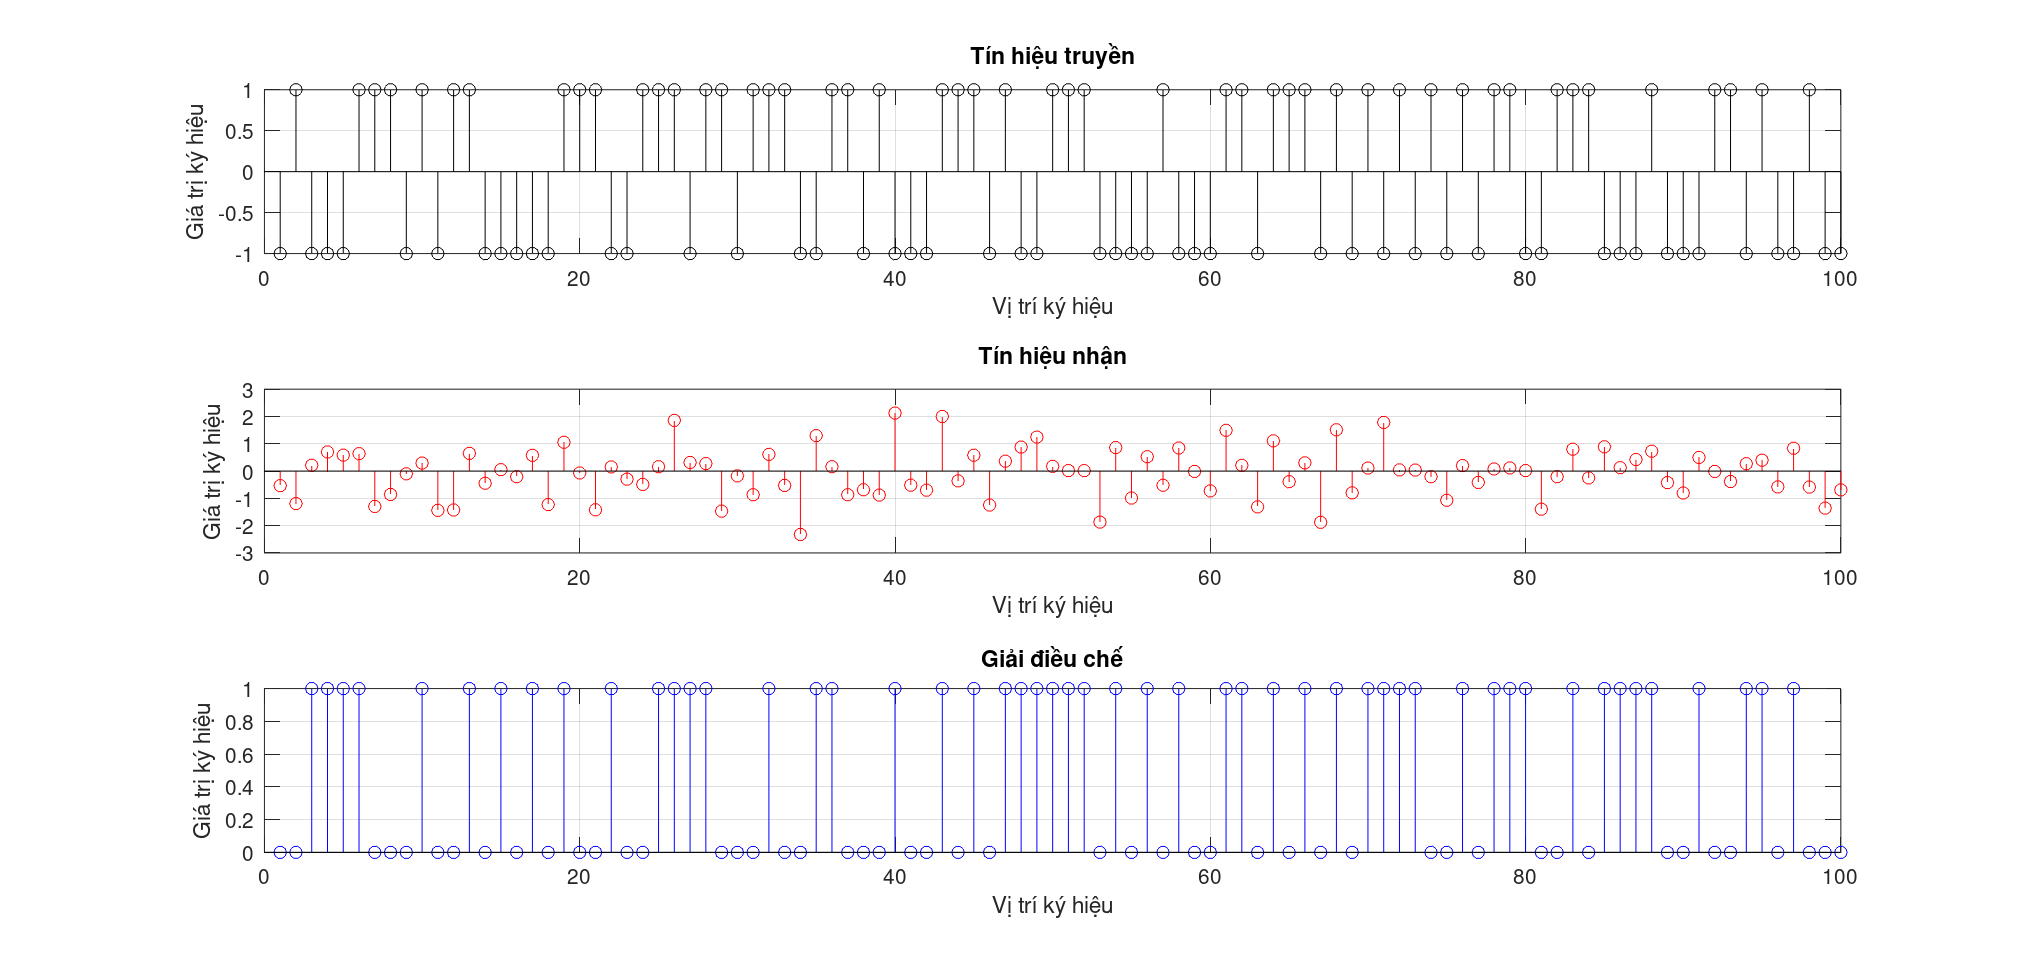 Tín hiệu truyền
1
0.5
0
-0.5
-1
Giá trị ký hiệu
0 20 40 60 80 100
Vị trí ký hiệu
Tín hiệu nhận
3
2
1
0
-1
-2
-3
Giá trị ký hiệu
0 20 40 60 80 100
Vị trí ký hiệu
Giải điều chế
1
0.8
0.6
0.4
0.2
0
Giá trị ký hiệu
0 20 40 60 80 100
Vị trí ký hiệu